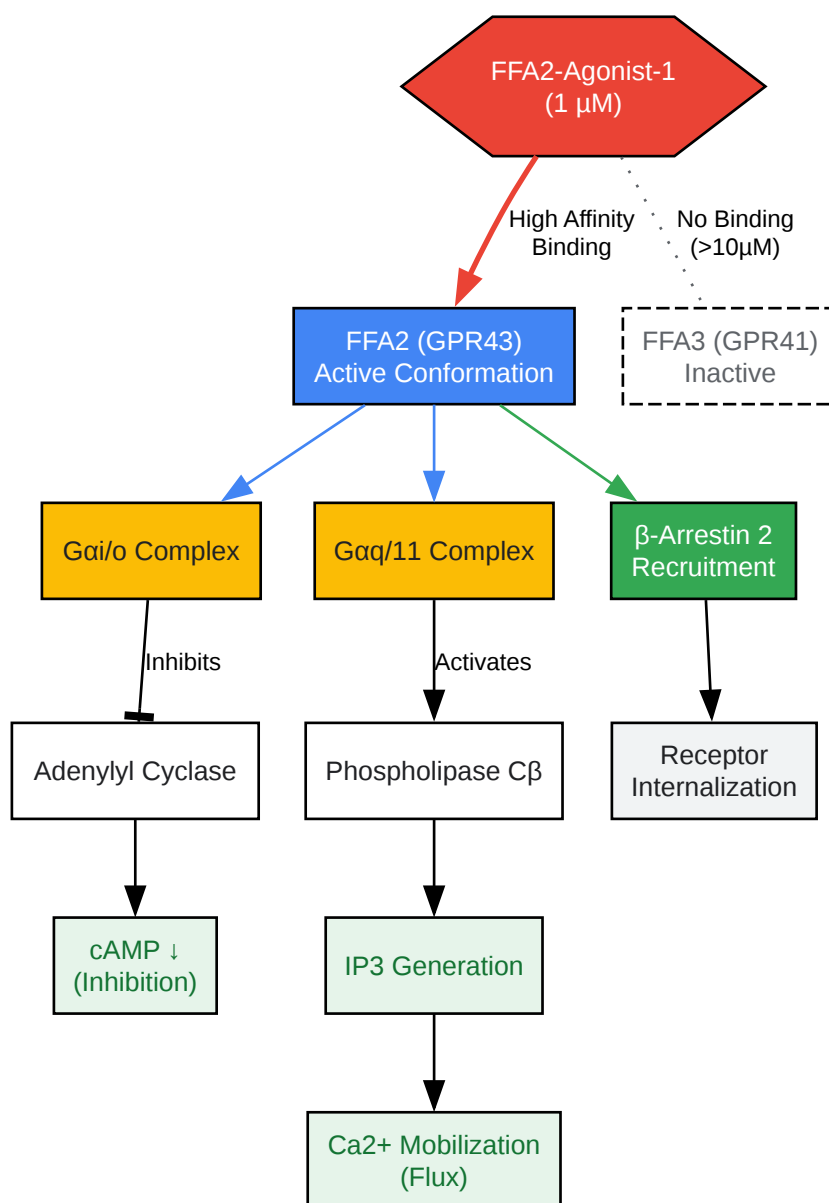 FFA2-Agonist-1
(1 µM)
High Affinity
Binding
No Binding
(>10µM)
FFA2 (GPR43)
Active Conformation
FFA3 (GPR41)
Inactive
Gαi/o Complex
Gαq/11 Complex
β-Arrestin 2
Recruitment
Inhibits
Activates
Adenylyl Cyclase
Phospholipase Cβ
Receptor
Internalization
cAMP ↓
(Inhibition)
IP3 Generation
Ca2+ Mobilization
(Flux)